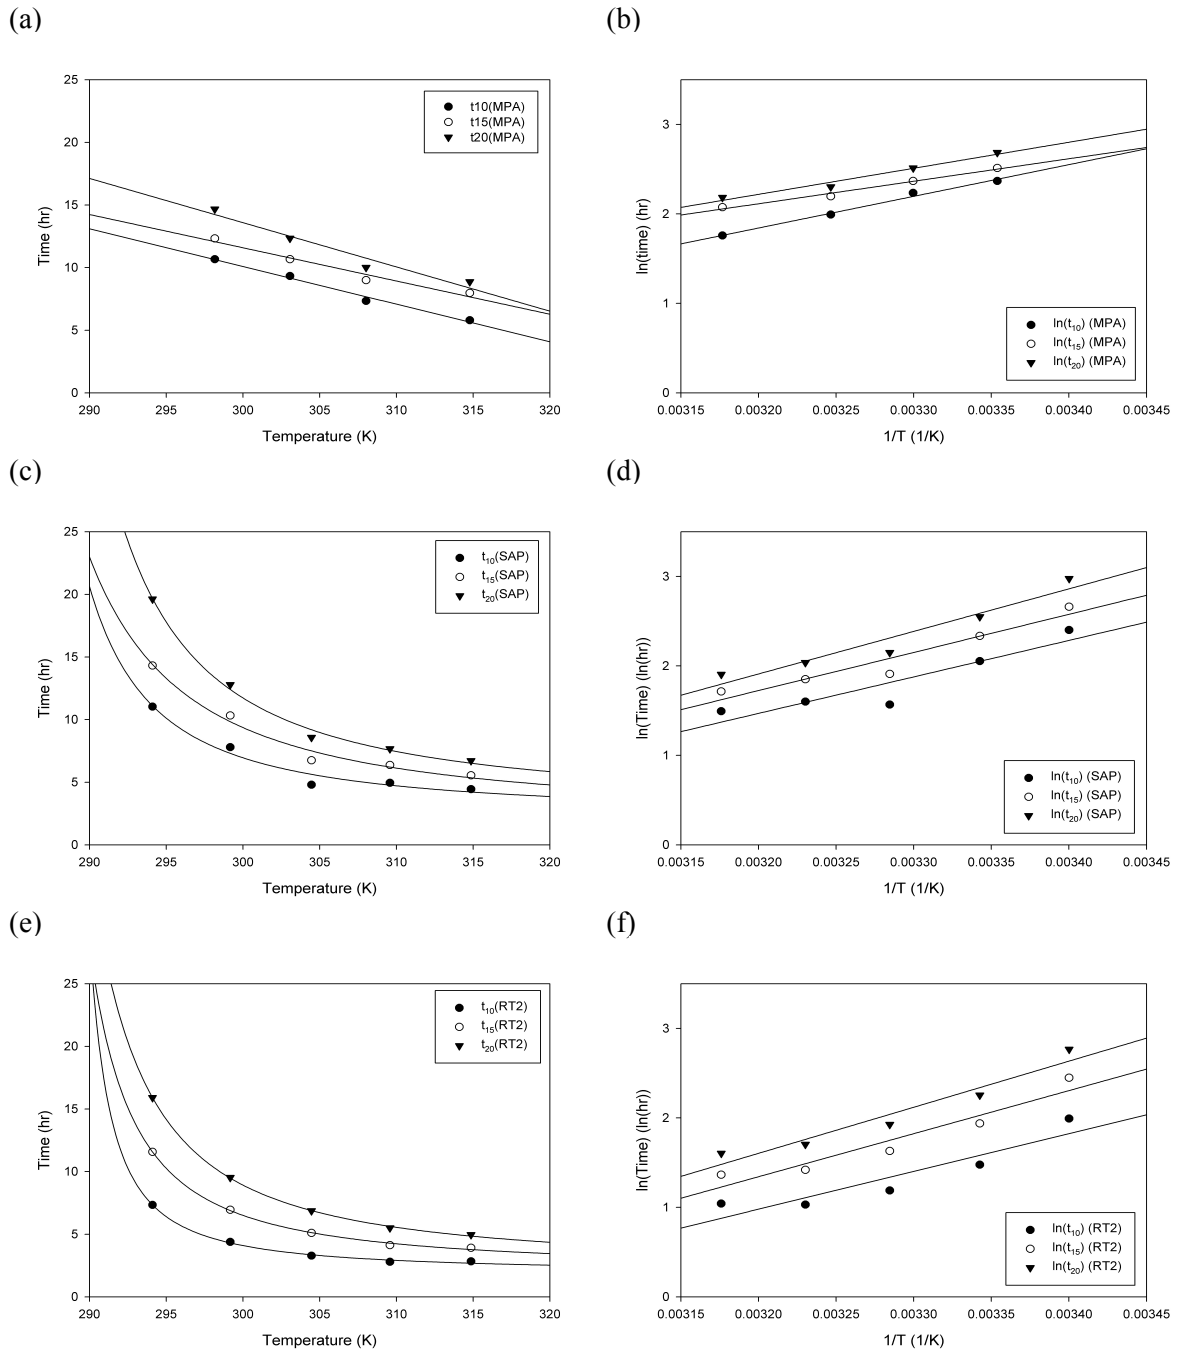 (a)
(b)
25
20
15
10
5
0
Time (hr)
t10(MPA)
t15(MPA)
t20(MPA)
290
295
300
305
310
315
320
Temperature (K)
3
2
1
0
ln(time) (hr)
ln(t10) (MPA)
ln(t15) (MPA)
ln(t20) (MPA)
0.00315
0.00320
0.00325
0.00330
0.00335
0.00340
0.00345
1/T (1/K)
(c)
(d)
25
20
15
10
5
0
Time (hr)
t10(SAP)
t15(SAP)
t20(SAP)
290
295
300
305
310
315
320
Temperature (K)
3
2
1
0
ln(Time) (ln(hr))
ln(t10) (SAP)
ln(t15) (SAP)
ln(t20) (SAP)
0.00315
0.00320
0.00325
0.00330
0.00335
0.00340
0.00345
1/T (1/K)
(e)
(f)
25
20
15
10
5
0
Time (hr)
t10(RT2)
t15(RT2)
t20(RT2)
290
295
300
305
310
315
320
Temperature (K)
3
2
1
0
ln(Time) (ln(hr))
ln(t10) (RT2)
ln(t15) (RT2)
ln(t20) (RT2)
0.00315
0.00320
0.00325
0.00330
0.00335
0.00340
0.00345
1/T (1/K)